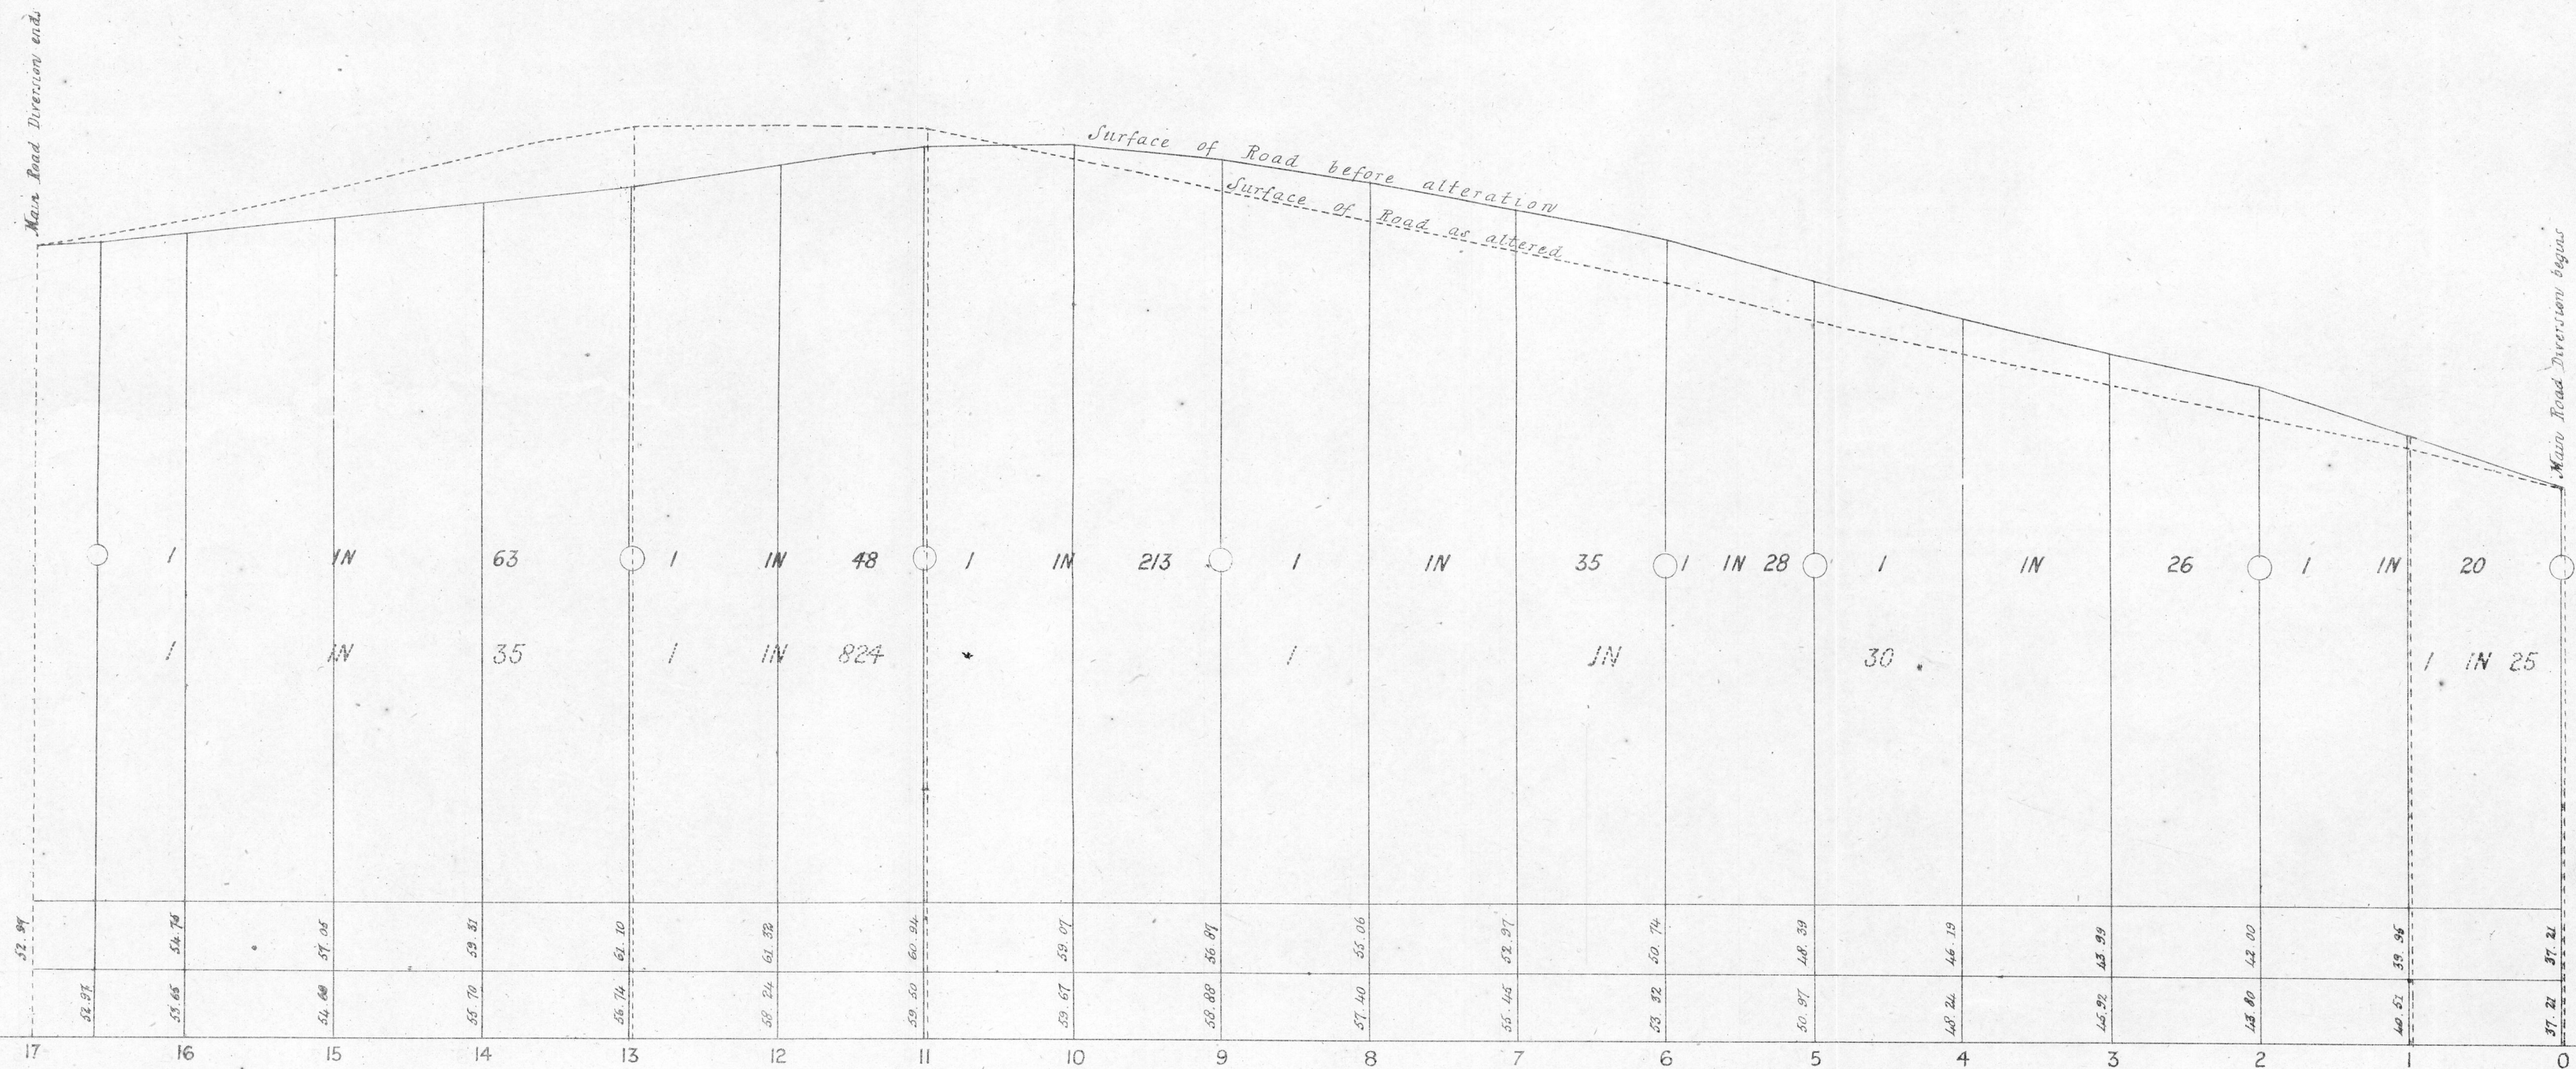 Main Road Diversion ends
Surface of Road before alteration
Surface of Road as altered
Main Road Diversion begins
1 IN 63 1 IN 48 1 IN 213 1 IN 35 1 IN 28 1 IN 26 1 IN 20
1 IN 35 1 IN 824 1 IN 30 1 IN 25
52.97 54.75 57.05 59.31 61.10 61.32 60.94 59.07 56.87 55.06 52.97 50.74 48.39 46.19 43.99 42.00 39.95 37.21
52.97 53.65 54.60 55.70 56.74 58.24 59.50 59.67 58.88 57.40 55.45 53.32 50.97 48.24 45.92 43.80 40.51 37.21
17 16 15 14 13 12 11 10 9 8 7 6 5 4 3 2 1 0